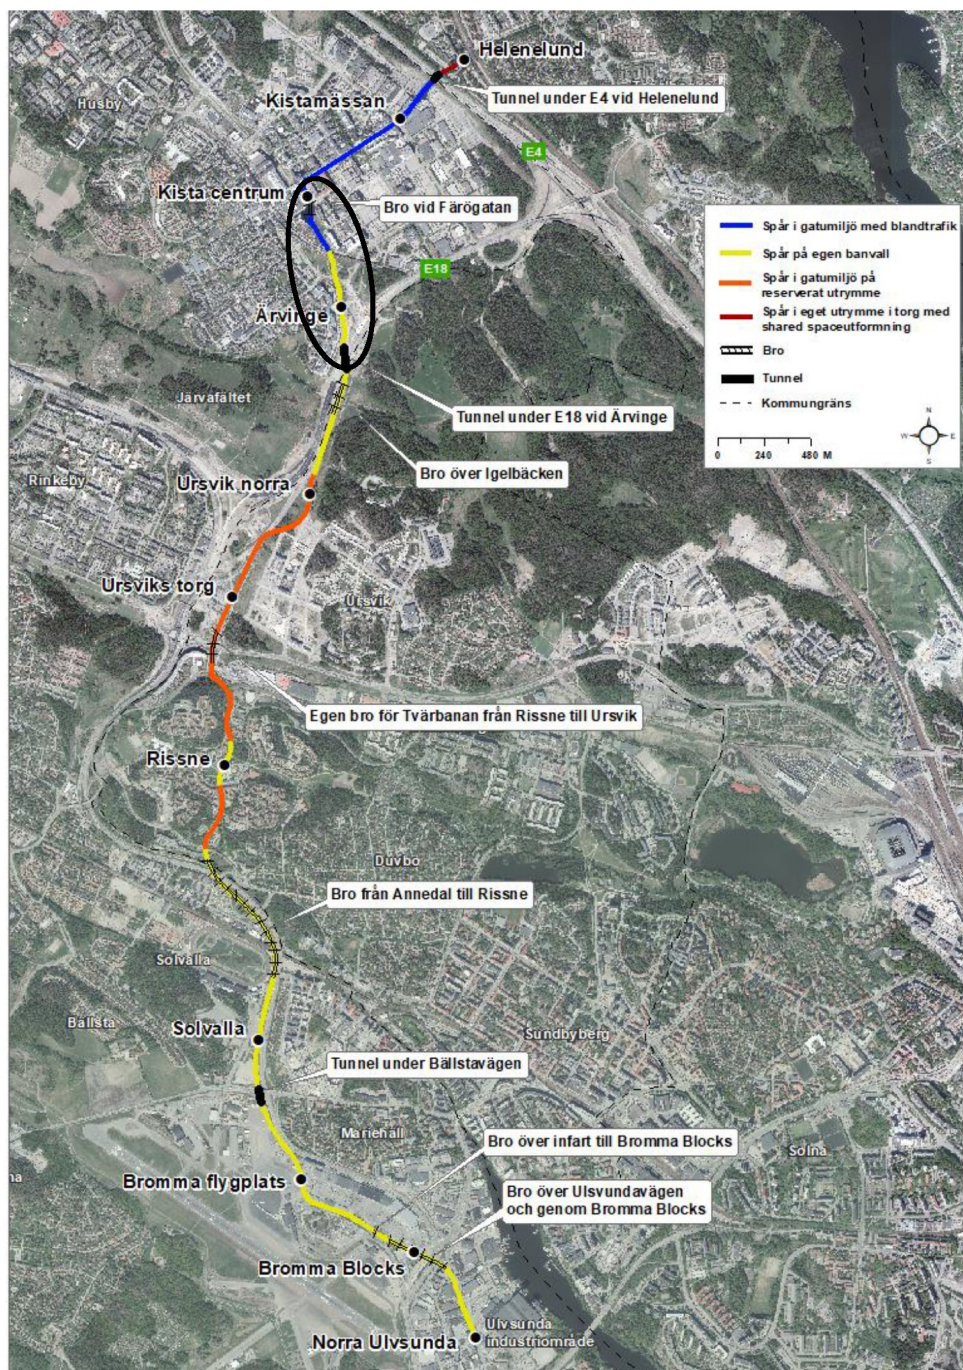 Helenelund
Tunnel under E4 vid Helenelund
Husby
Kistamässan
E4
Kista centrum
Bro vid Färögatan
E18
Ärvinge
Spår i gatumiljö med blandtrafik
Spår på egen banvall
Spår i gatumiljö på
reserverat utrymme
Spår i eget utrymme i torg med
shared spaceutformning
Bro
Tunnel
Kommungräns
N
W E
S
0 240 480 M
Järvafältet
Tunnel under E18 vid Ärvinge
Bro över Igelbäcken
Rinkeby
Ursvik norra
Ursviks torg
Ursvik
Egen bro för Tvärbanan från Rissne till Ursvik
Rissne
Duvbo
Bro från Annedal till Rissne
Solvalla
Bällsta
Solvalla
Sundbyberg
Tunnel under Bällstavägen
Mariehäll
Bro över infart till Bromma Blocks
Solna
Bromma flygplats
Bro över Ulsvundavägen
och genom Bromma Blocks
Bromma Blocks
Ulvsunda
industriområde
Norra Ulvsunda